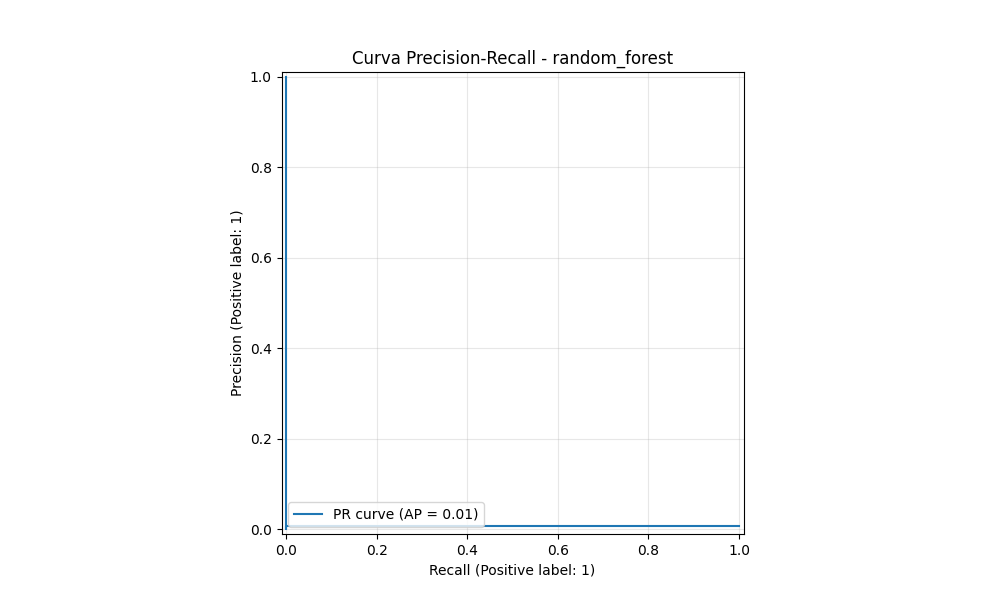 Curva Precision-Recall - random_forest
1.0
0.8
0.6
0.4
0.2
0.0
Precision (Positive label: 1)
PR curve (AP = 0.01)
0.0 0.2 0.4 0.6 0.8 1.0
Recall (Positive label: 1)